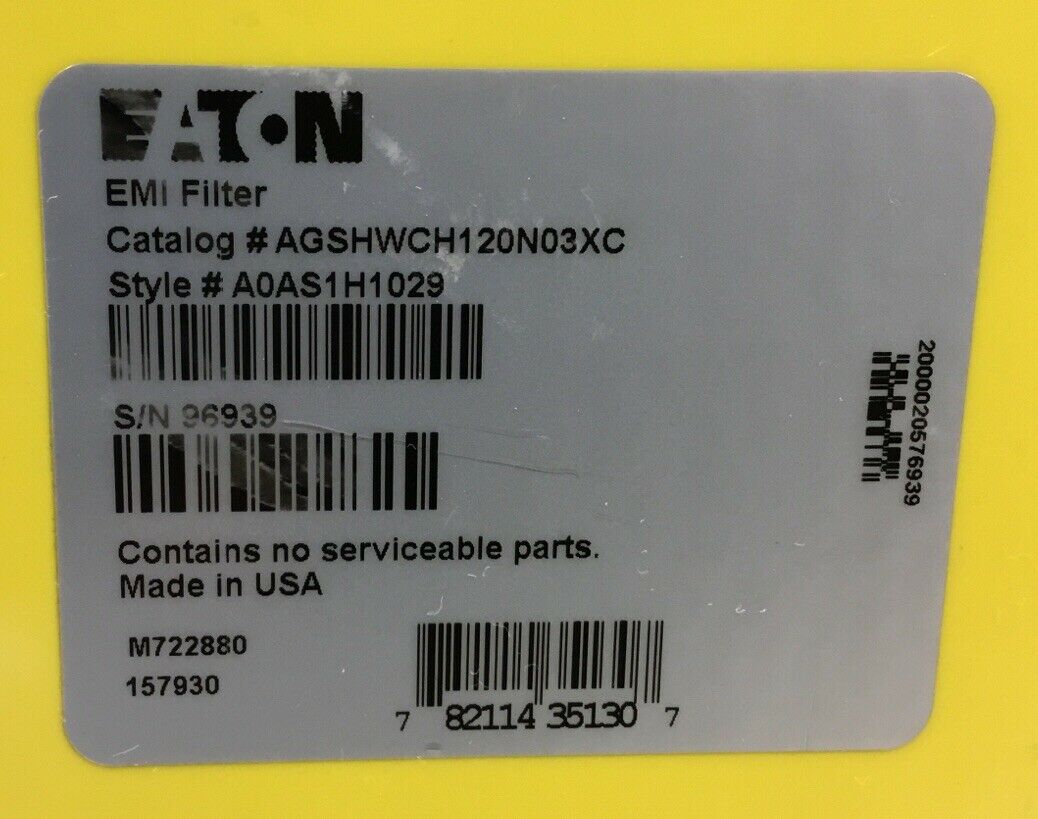 EATON
EMI Filter
Catalog # AGSHWCH120N03XC
Style # A0AS1H1029
S/N 96939
2000020576939
Contains no serviceable parts.
Made in USA
M722880
157930
7 82114 35130 7